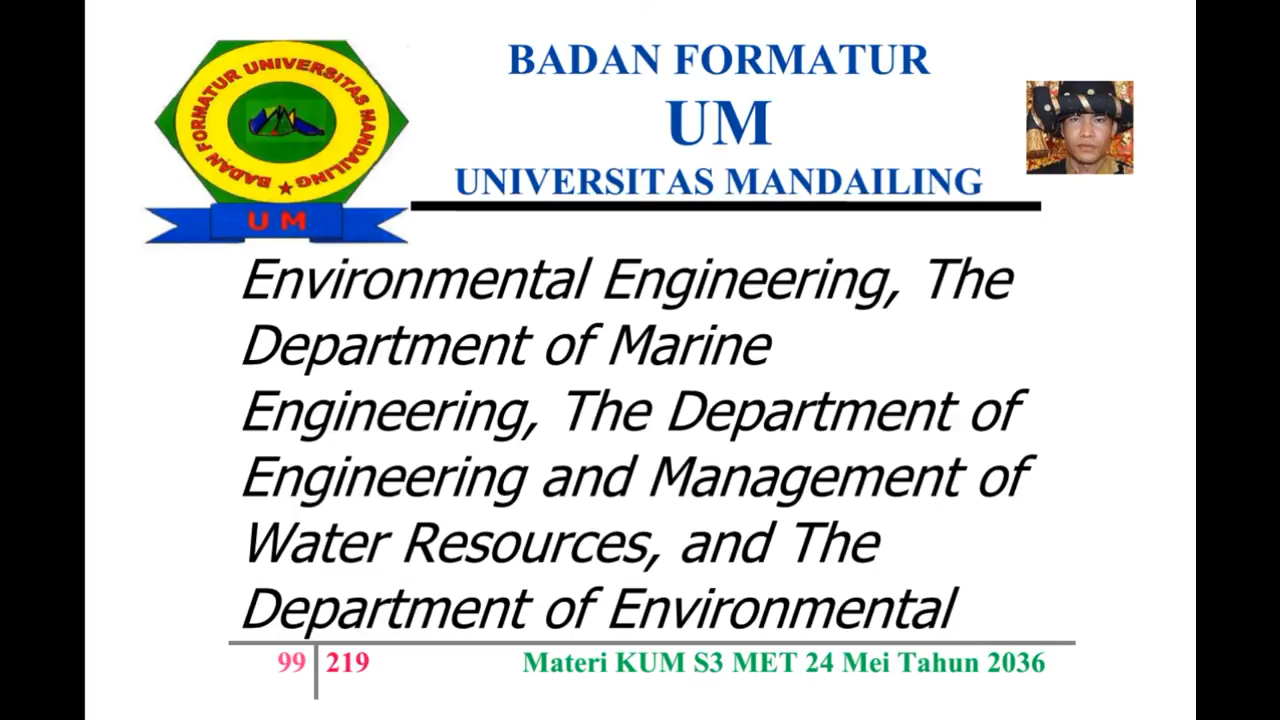 BADAN FORMATUR UNIVERSITAS MANDAILING
U M
BADAN FORMATUR
UM
UNIVERSITAS MANDAILING
Environmental Engineering, The
Department of Marine
Engineering, The Department of
Engineering and Management of
Water Resources, and The
Department of Environmental
99 219 Materi KUM S3 MET 24 Mei Tahun 2036